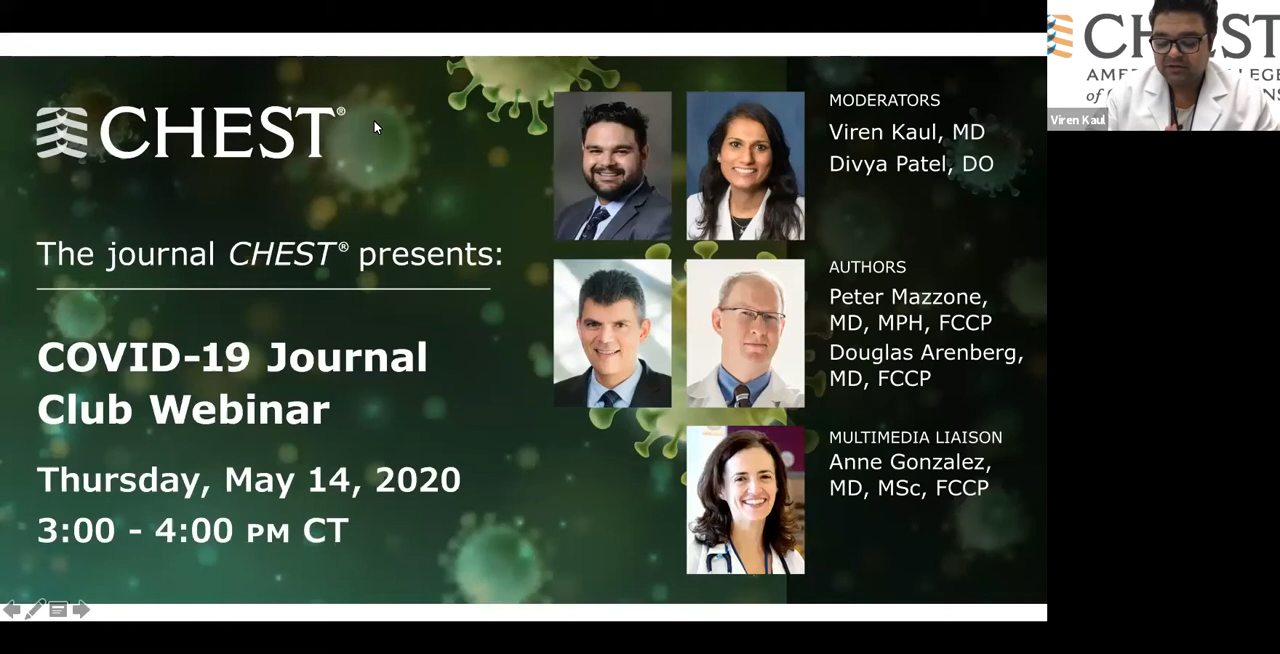 CHEST®
The journal CHEST® presents:
COVID-19 Journal
Club Webinar
Thursday, May 14, 2020
3:00 - 4:00 PM CT
MODERATORS
Viren Kaul, MD
Divya Patel, DO
AUTHORS
Peter Mazzone,
MD, MPH, FCCP
Douglas Arenberg,
MD, FCCP
MULTIMEDIA LIAISON
Anne Gonzalez,
MD, MSc, FCCP
Viren Kaul